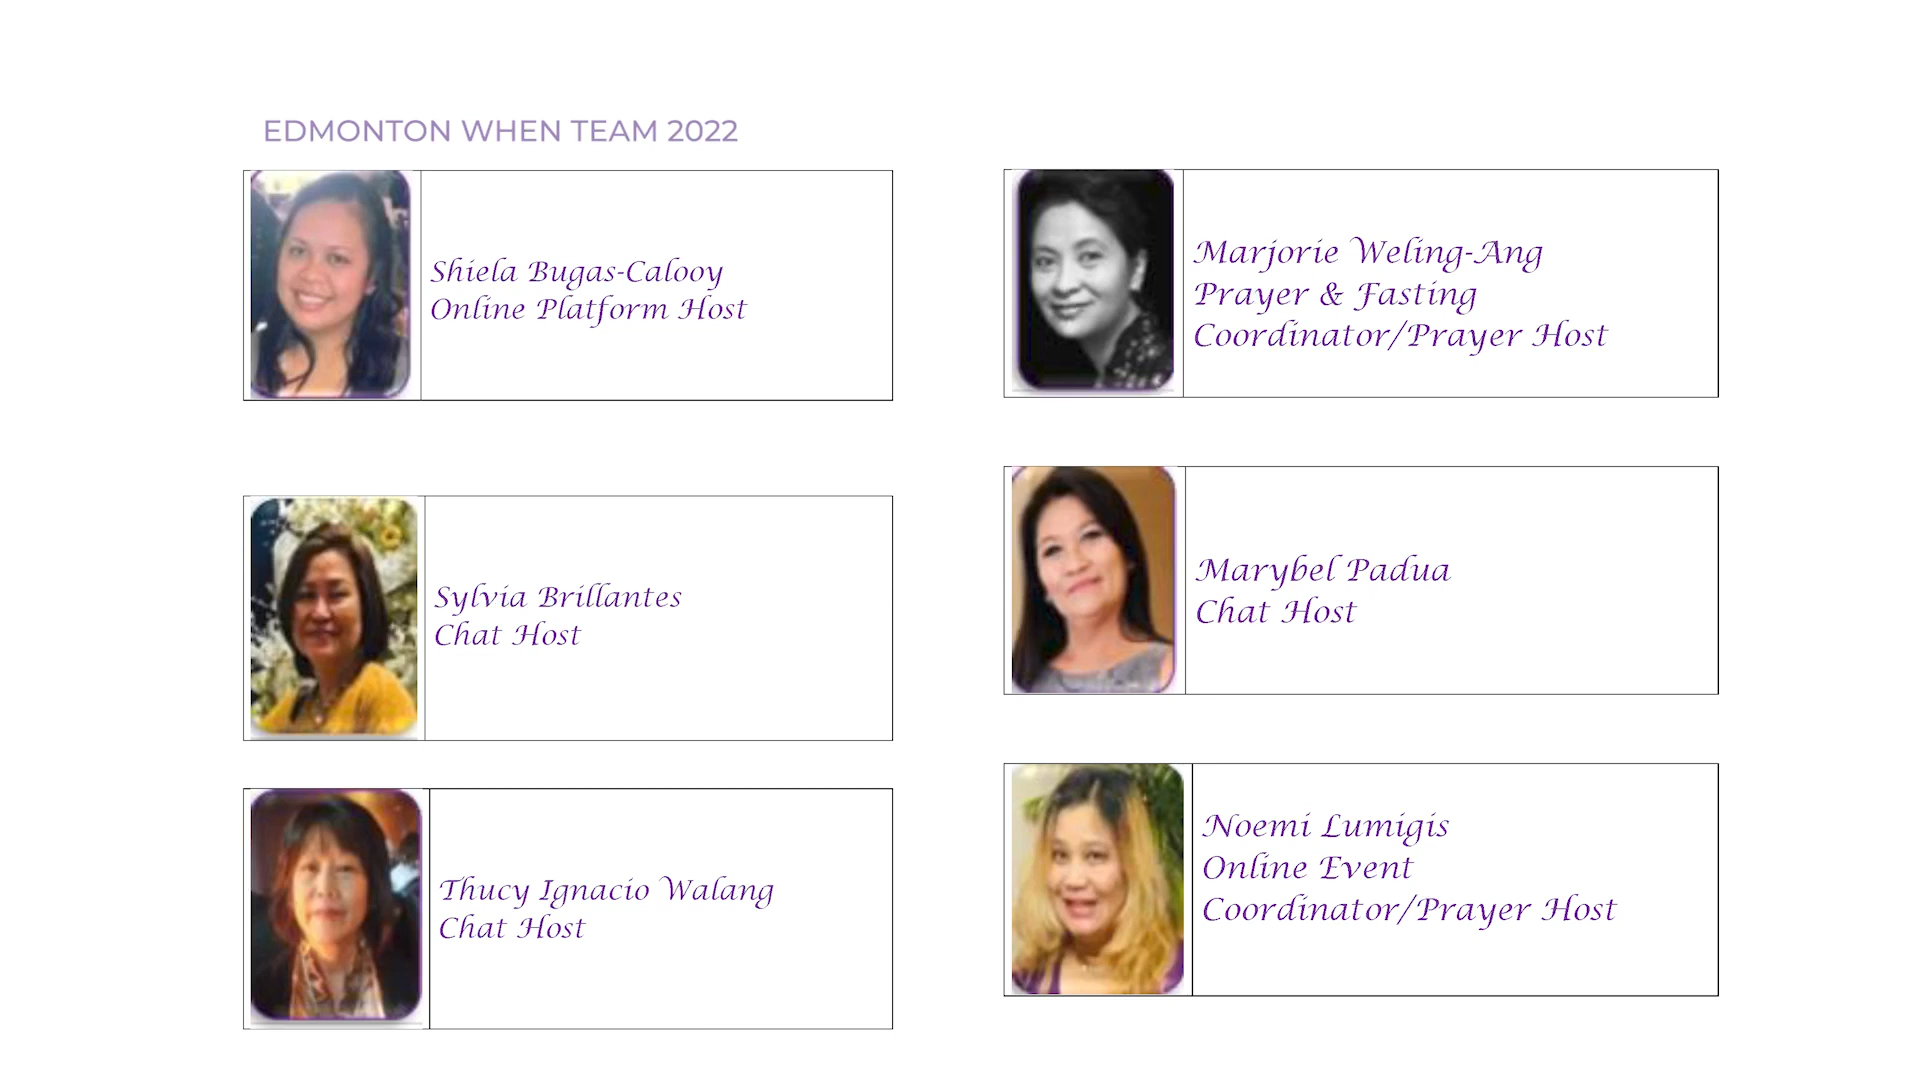 EDMONTON WHEN TEAM 2022
Shiela Bugas-Calooy
Online Platform Host
Sylvia Brillantes
Chat Host
Thucy Ignacio Walang
Chat Host
Marjorie Weling-Ang
Prayer & Fasting
Coordinator/Prayer Host
Marybel Padua
Chat Host
Noemi Lumigis
Online Event
Coordinator/Prayer Host